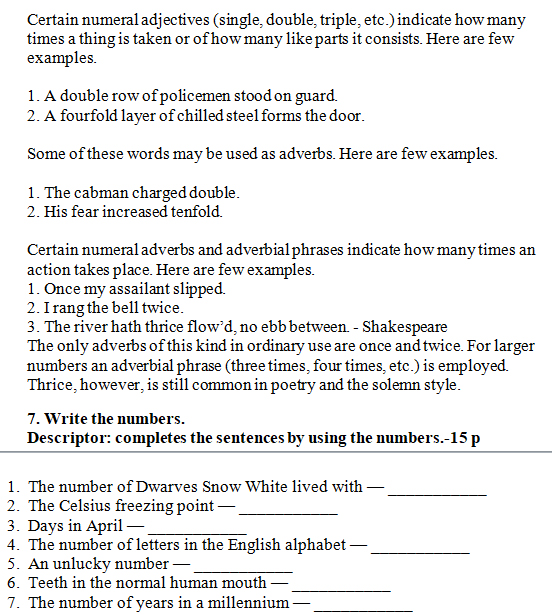 Certain numeral adjectives (single, double, triple, etc.) indicate how many
times a thing is taken or of how many like parts it consists. Here are few
examples.
1. A double row of policemen stood on guard.
2. A fourfold layer of chilled steel forms the door.
Some of these words may be used as adverbs. Here are few examples.
1. The cabman charged double.
2. His fear increased tenfold.
Certain numeral adverbs and adverbial phrases indicate how many times an
action takes place. Here are few examples.
1. Once my assailant slipped.
2. I rang the bell twice.
3. The river hath thrice flow'd, no ebb between. - Shakespeare
The only adverbs of this kind in ordinary use are once and twice. For larger
numbers an adverbial phrase (three times, four times, etc.) is employed.
Thrice, however, is still common in poetry and the solemn style.
7. Write the numbers.
Descriptor: completes the sentences by using the numbers.-15 p
1. The number of Dwarves Snow White lived with — ____________
2. The Celsius freezing point — ____________
3. Days in April — ____________
4. The number of letters in the English alphabet — ____________
5. An unlucky number — ____________
6. Teeth in the normal human mouth — ____________
7. The number of years in a millennium — ____________